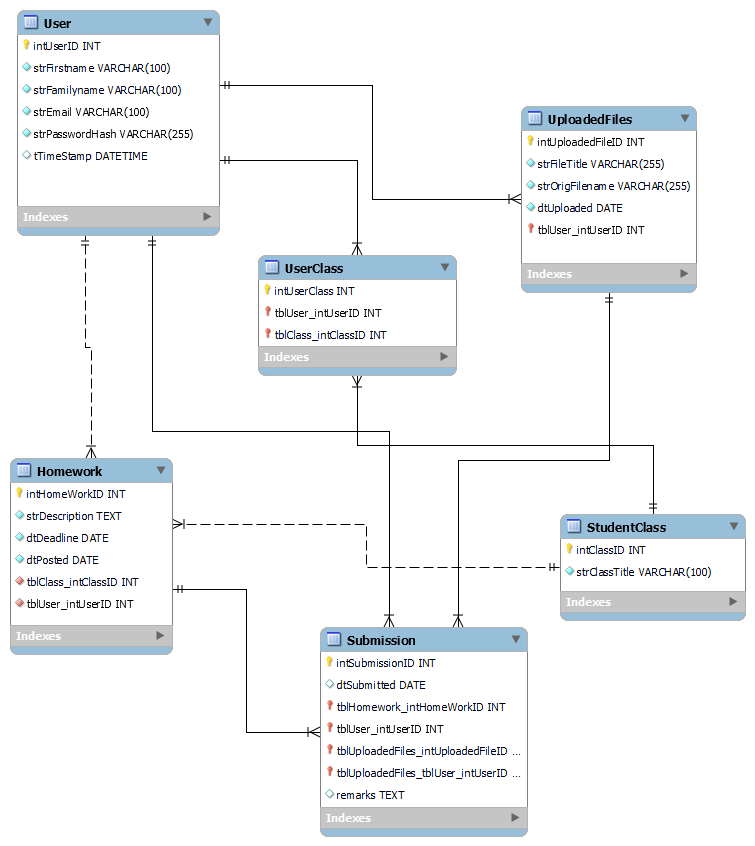 User
intUserID INT
strFirstname VARCHAR(100)
strFamilyname VARCHAR(100)
strEmail VARCHAR(100)
strPasswordHash VARCHAR(255)
tTimeStamp DATETIME
Indexes
UploadedFiles
intUploadedFileID INT
strFileTitle VARCHAR(255)
strOrigFilename VARCHAR(255)
dtUploaded DATE
tblUser_intUserID INT
Indexes
UserClass
intUserClass INT
tblUser_intUserID INT
tblClass_intClassID INT
Indexes
Homework
intHomeWorkID INT
strDescription TEXT
dtDeadline DATE
dtPosted DATE
tblClass_intClassID INT
tblUser_intUserID INT
Indexes
StudentClass
intClassID INT
strClassTitle VARCHAR(100)
Indexes
Submission
intSubmissionID INT
dtSubmitted DATE
tblHomework_intHomeWorkID INT
tblUser_intUserID INT
tblUploadedFiles_intUploadedFileID ...
tblUploadedFiles_tblUser_intUserID ...
remarks TEXT
Indexes